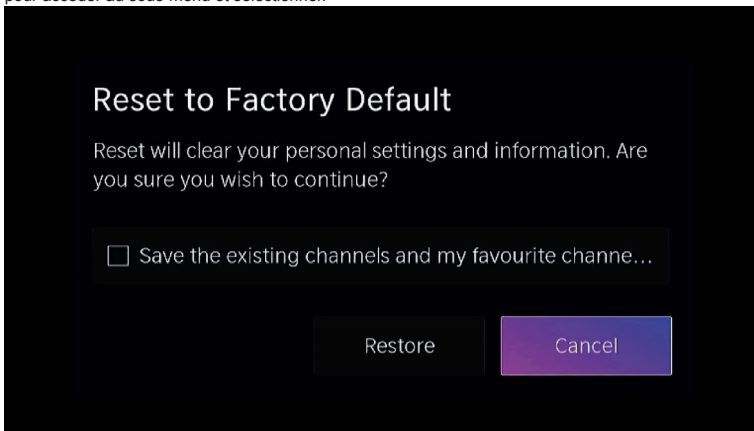 Reset to Factory Default
Reset will clear your personal settings and information. Are
you sure you wish to continue?
Save the existing channels and my favourite channe...
Restore
Cancel